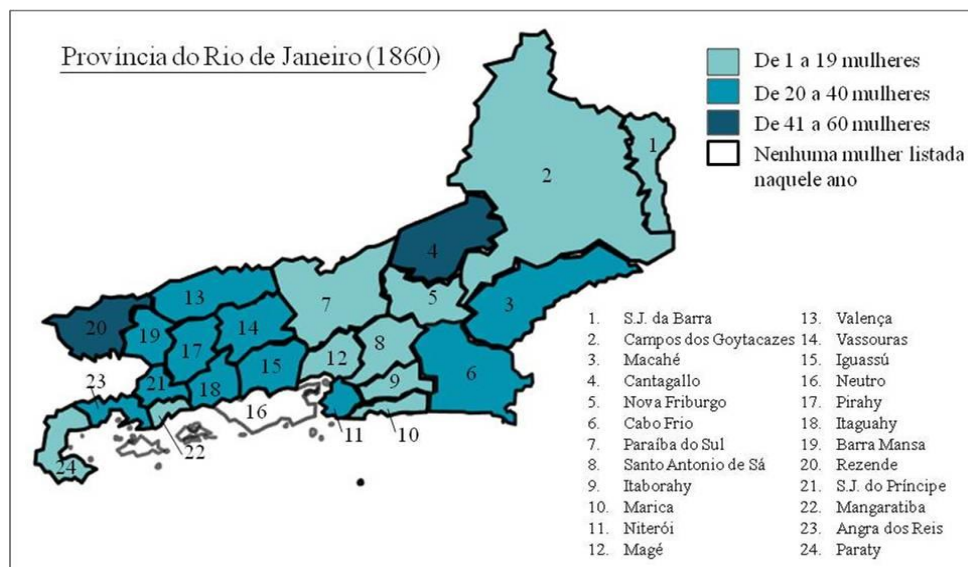 Província do Rio de Janeiro (1860)
De 1 a 19 mulheres
De 20 a 40 mulheres
De 41 a 60 mulheres
Nenhuma mulher listada
naquele ano
1
2
4
3
5
7
13
14
20
19
17
12
8
15
6
9
23
21
18
16
11
10
22
24
1. S.J. da Barra
2. Campos dos Goytacazes
3. Macahé
4. Cantagallo
5. Nova Friburgo
6. Cabo Frio
7. Paraíba do Sul
8. Santo Antonio de Sá
9. Itaborahy
10. Marica
11. Niterói
12. Magé
13. Valença
14. Vassouras
15. Iguassú
16. Neutro
17. Pirahy
18. Itaguahy
19. Barra Mansa
20. Rezende
21. S.J. do Príncipe
22. Mangaratiba
23. Angra dos Reis
24. Paraty